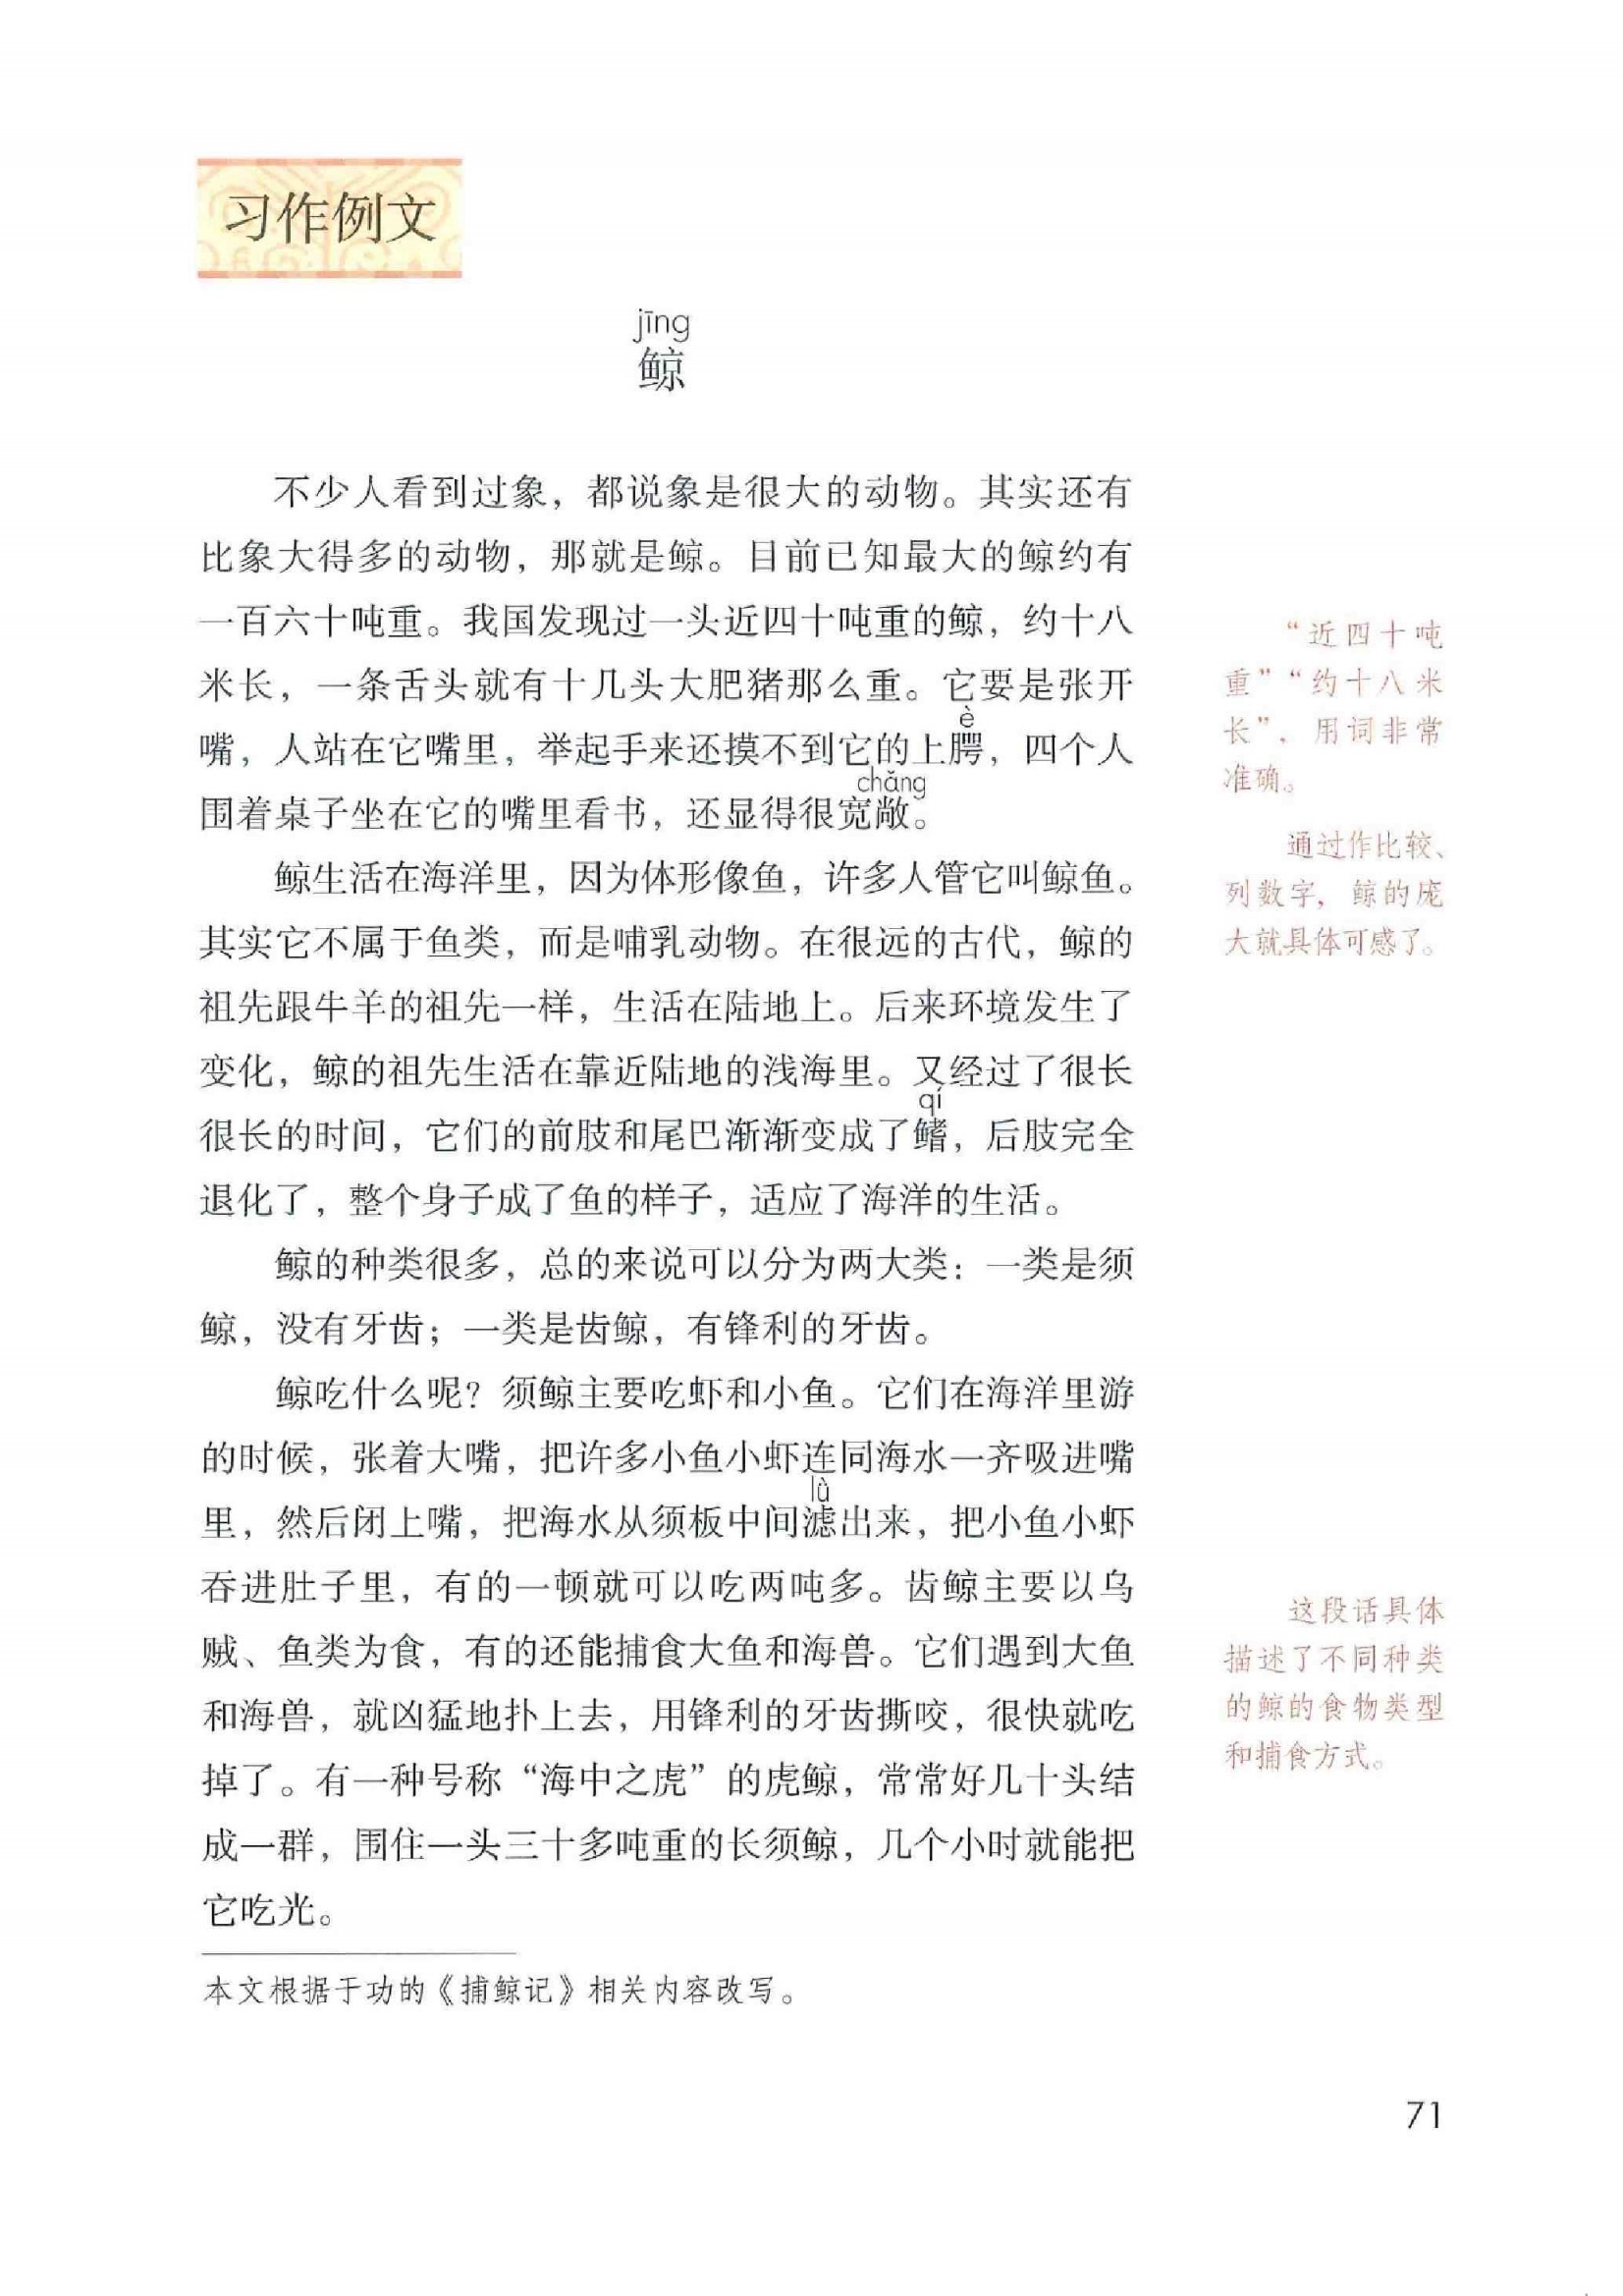 习作例文
jīng
鲸
不少人看到过象，都说象是很大的动物。其实还有
比象大得多的动物，那就是鲸。目前已知最大的鲸约有
一百六十吨重。我国发现过一头近四十吨重的鲸，约十八
米长，一条舌头就有十几头大肥猪那么重。它要是张开
è
嘴，人站在它嘴里，举起手来还摸不到它的上腭，四个人
chǎng
围着桌子坐在它的嘴里看书，还显得很宽敞。
鲸生活在海洋里，因为体形像鱼，许多人管它叫鲸鱼。
其实它不属于鱼类，而是哺乳动物。在很远的古代，鲸的
祖先跟牛羊的祖先一样，生活在陆地上。后来环境发生了
变化，鲸的祖先生活在靠近陆地的浅海里。又经过了很长
qí
很长的时间，它们的前肢和尾巴渐渐变成了鳍，后肢完全
退化了，整个身子成了鱼的样子，适应了海洋的生活。
鲸的种类很多，总的来说可以分为两大类：一类是须
鲸，没有牙齿；一类是齿鲸，有锋利的牙齿。
鲸吃什么呢？须鲸主要吃虾和小鱼。它们在海洋里游
的时候，张着大嘴，把许多小鱼小虾连同海水一齐吸进嘴
lǜ
里，然后闭上嘴，把海水从须板中间滤出来，把小鱼小虾
吞进肚子里，有的一顿就可以吃两吨多。齿鲸主要以乌
贼、鱼类为食，有的还能捕食大鱼和海兽。它们遇到大鱼
和海兽，就凶猛地扑上去，用锋利的牙齿撕咬，很快就吃
掉了。有一种号称“海中之虎”的虎鲸，常常好几十头结
成一群，围住一头三十多吨重的长须鲸，几个小时就能把
它吃光。
“近四十吨
重”“约十八米
长”，用词非常
准确。
通过作比较、
列数字，鲸的庞
大就具体可感了。
这段话具体
描述了不同种类
的鲸的食物类型
和捕食方式。
本文根据于功的《捕鲸记》相关内容改写。
71